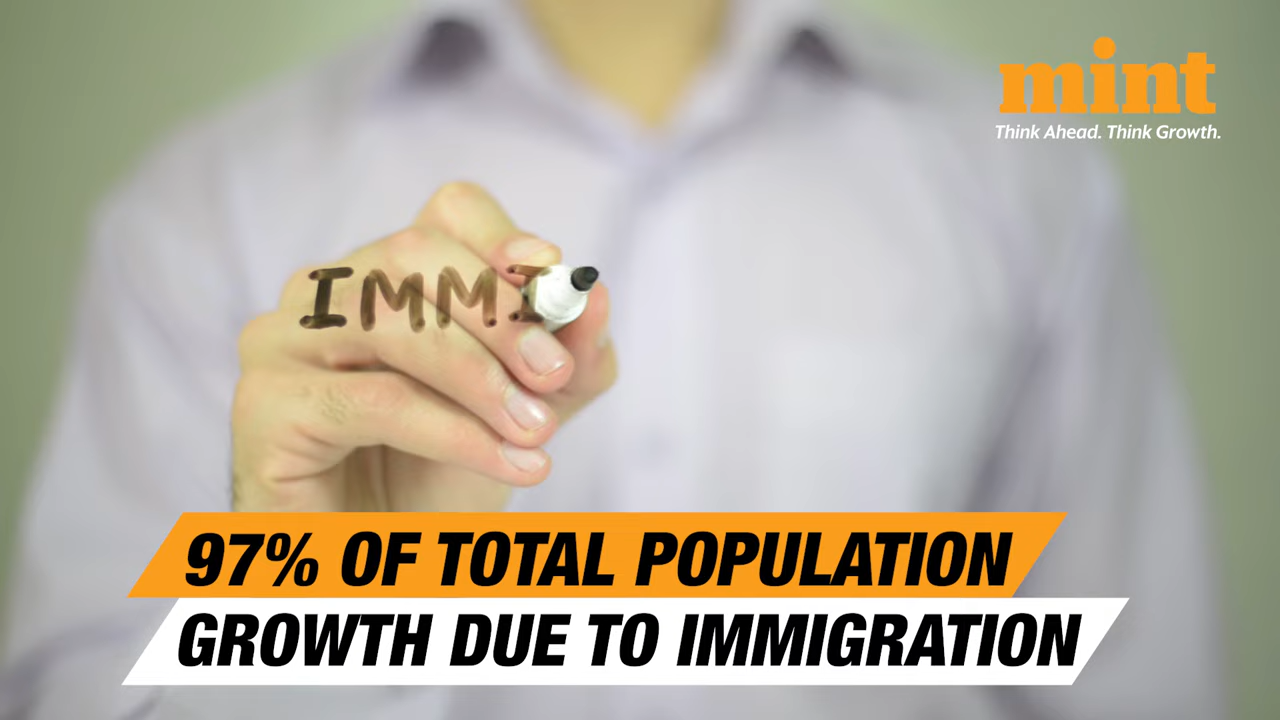 mint
Think Ahead. Think Growth.
IMMI
97% OF TOTAL POPULATION
GROWTH DUE TO IMMIGRATION